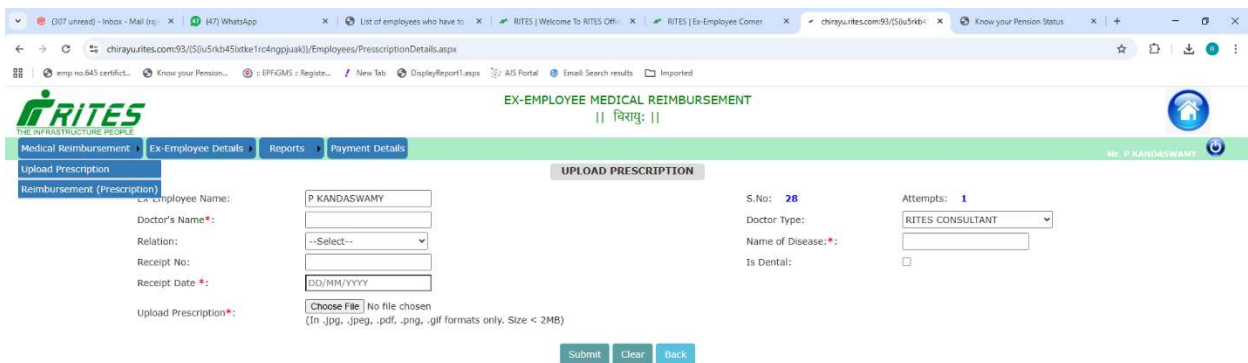 (307 unread) - Inbox - Mail (raj
(47) WhatsApp
List of employees who have to
RITES | Welcome To RITES Offi
RITES | Ex-Employee Corner
chirayu.rites.com:93/(S(iu5rkb4
Know your Pension Status
chirayu.rites.com:93/(S(iu5rkb45lxtke1rc4ngpjuak))/Employees/PresscriptionDetails.aspx
emp no.645 certifict...
Know your Pension...
:: EPFiGMS :: Registe...
New Tab
DisplayReport1.aspx
AIS Portal
Email: Search results
Imported
RITES
THE INFRASTRUCTURE PEOPLE
EX-EMPLOYEE MEDICAL REIMBURSEMENT
|| चिरायु: ||
Medical Reimbursement Ex-Employee Details Reports Payment Details
Mr. P KANDASWAMY
Upload Prescription
Reimbursement (Prescription)
UPLOAD PRESCRIPTION
Ex-Employee Name: P KANDASWAMY S.No: 28 Attempts: 1
Doctor's Name*: Doctor Type: RITES CONSULTANT
Relation: --Select-- Name of Disease:*:
Receipt No: Is Dental:
Receipt Date *: DD/MM/YYYY
Upload Prescription*: Choose File No file chosen
(In .jpg, .jpeg, .pdf, .png, .gif formats only. Size < 2MB)
Submit Clear Back